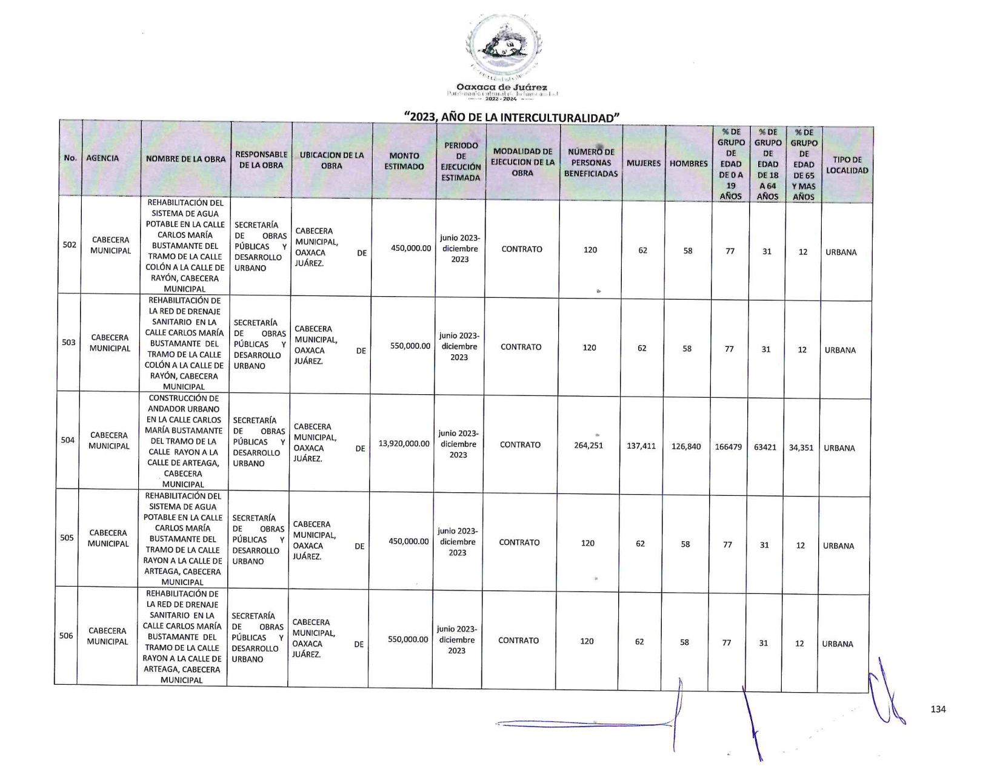 Oaxaca de Juárez
2022 - 2024
“2023, AÑO DE LA INTERCULTURALIDAD”
No.
AGENCIA
NOMBRE DE LA OBRA
RESPONSABLE
DE LA OBRA
UBICACION DE LA
OBRA
MONTO
ESTIMADO
PERIODO
DE
EJECUCIÓN
ESTIMADA
MODALIDAD DE
EJECUCION DE LA
OBRA
NÚMERO DE
PERSONAS
BENEFICIADAS
MUJERES
HOMBRES
% DE
GRUPO
DE
EDAD
DE 0 A
19
AÑOS
% DE
GRUPO
DE
EDAD
DE 18
A 64
AÑOS
% DE
GRUPO
DE
EDAD
DE 65
Y MAS
AÑOS
TIPO DE
LOCALIDAD
502
CABECERA
MUNICIPAL
REHABILITACIÓN DEL
SISTEMA DE AGUA
POTABLE EN LA CALLE
CARLOS MARÍA
BUSTAMANTE DEL
TRAMO DE LA CALLE
COLÓN A LA CALLE DE
RAYÓN, CABECERA
MUNICIPAL
SECRETARÍA
DE OBRAS
PÚBLICAS Y
DESARROLLO
URBANO
CABECERA
MUNICIPAL,
OAXACA DE
JUÁREZ.
450,000.00
junio 2023-
diciembre
2023
CONTRATO
120
62
58
77
31
12
URBANA
503
CABECERA
MUNICIPAL
REHABILITACIÓN DE
LA RED DE DRENAJE
SANITARIO EN LA
CALLE CARLOS MARÍA
BUSTAMANTE DEL
TRAMO DE LA CALLE
COLÓN A LA CALLE DE
RAYÓN, CABECERA
MUNICIPAL
SECRETARÍA
DE OBRAS
PÚBLICAS Y
DESARROLLO
URBANO
CABECERA
MUNICIPAL,
OAXACA DE
JUÁREZ.
550,000.00
junio 2023-
diciembre
2023
CONTRATO
120
62
58
77
31
12
URBANA
504
CABECERA
MUNICIPAL
CONSTRUCCIÓN DE
ANDADOR URBANO
EN LA CALLE CARLOS
MARÍA BUSTAMANTE
DEL TRAMO DE LA
CALLE RAYON A LA
CALLE DE ARTEAGA,
CABECERA
MUNICIPAL
SECRETARÍA
DE OBRAS
PÚBLICAS Y
DESARROLLO
URBANO
CABECERA
MUNICIPAL,
OAXACA DE
JUÁREZ.
13,920,000.00
junio 2023-
diciembre
2023
CONTRATO
264,251
137,411
126,840
166479
63421
34,351
URBANA
505
CABECERA
MUNICIPAL
REHABILITACIÓN DEL
SISTEMA DE AGUA
POTABLE EN LA CALLE
CARLOS MARÍA
BUSTAMANTE DEL
TRAMO DE LA CALLE
RAYON A LA CALLE DE
ARTEAGA, CABECERA
MUNICIPAL
SECRETARÍA
DE OBRAS
PÚBLICAS Y
DESARROLLO
URBANO
CABECERA
MUNICIPAL,
OAXACA DE
JUÁREZ.
450,000.00
junio 2023-
diciembre
2023
CONTRATO
120
62
58
77
31
12
URBANA
506
CABECERA
MUNICIPAL
REHABILITACIÓN DE
LA RED DE DRENAJE
SANITARIO EN LA
CALLE CARLOS MARÍA
BUSTAMANTE DEL
TRAMO DE LA CALLE
RAYON A LA CALLE DE
ARTEAGA, CABECERA
MUNICIPAL
SECRETARÍA
DE OBRAS
PÚBLICAS Y
DESARROLLO
URBANO
CABECERA
MUNICIPAL,
OAXACA DE
JUÁREZ.
550,000.00
junio 2023-
diciembre
2023
CONTRATO
120
62
58
77
31
12
URBANA
134